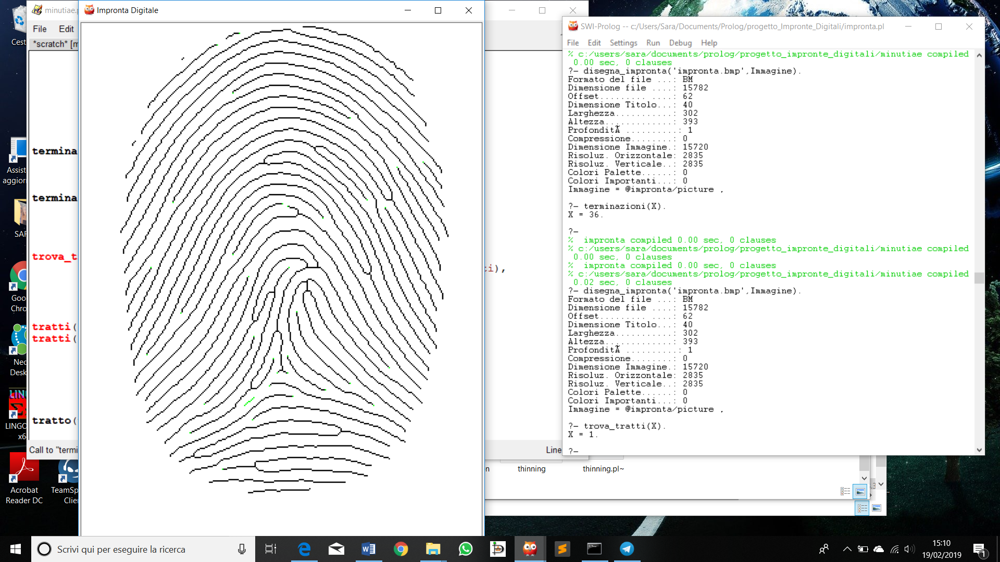 Cest
Assist
aggior
SAF
Goo
Chro
Neo
Desk
LINGO
x6
Acrobat
Reader DC
TeamSp
Clie
minutiae.p
File Edit
*scratch* [m
termina
termina
trova_t
tratti(
tratti(
tratto(
Call to "termi
Impronta Digitale
ti),
Line
n
thinning
thinning.pl~
SWI-Prolog -- c:/Users/Sara/Documents/Prolog/progetto_Impronte_Digitali/impronta.pl
File Edit Settings Run Debug Help
% c:/users/sara/documents/prolog/progetto_impronte_digitali/minutiae compiled
0.00 sec, 0 clauses
?- disegna_impronta('impronta.bmp',Immagine).
Formato del file ...: BM
Dimensione file ....: 15782
Offset......... ....: 62
Dimensione Titolo...: 40
Larghezza...........: 302
Altezza.............: 393
ProfonditÃ ...........: 1
Compressione........: 0
Dimensione Immagine.: 15720
Risoluz. Orizzontale: 2835
Risoluz. Verticale..: 2835
Colori Palette......: 0
Colori Importanti...: 0
Immagine = @impronta/picture .
?- terminazioni(X).
X = 36.
?-
% impronta compiled 0.00 sec, 0 clauses
% c:/users/sara/documents/prolog/progetto_impronte_digitali/minutiae compiled
0.00 sec, 0 clauses
% impronta compiled 0.00 sec, 0 clauses
% c:/users/sara/documents/prolog/progetto_impronte_digitali/minutiae compiled
0.02 sec, 0 clauses
?- disegna_impronta('impronta.bmp',Immagine).
Formato del file ...: BM
Dimensione file ....: 15782
Offset......... ....: 62
Dimensione Titolo...: 40
Larghezza...........: 302
Altezza.............: 393
ProfonditÃ ...........: 1
Compressione........: 0
Dimensione Immagine.: 15720
Risoluz. Orizzontale: 2835
Risoluz. Verticale..: 2835
Colori Palette......: 0
Colori Importanti...: 0
Immagine = @impronta/picture .
?- trova_tratti(X).
X = 1.
?-
Scrivi qui per eseguire la ricerca
15:10
19/02/2019
1